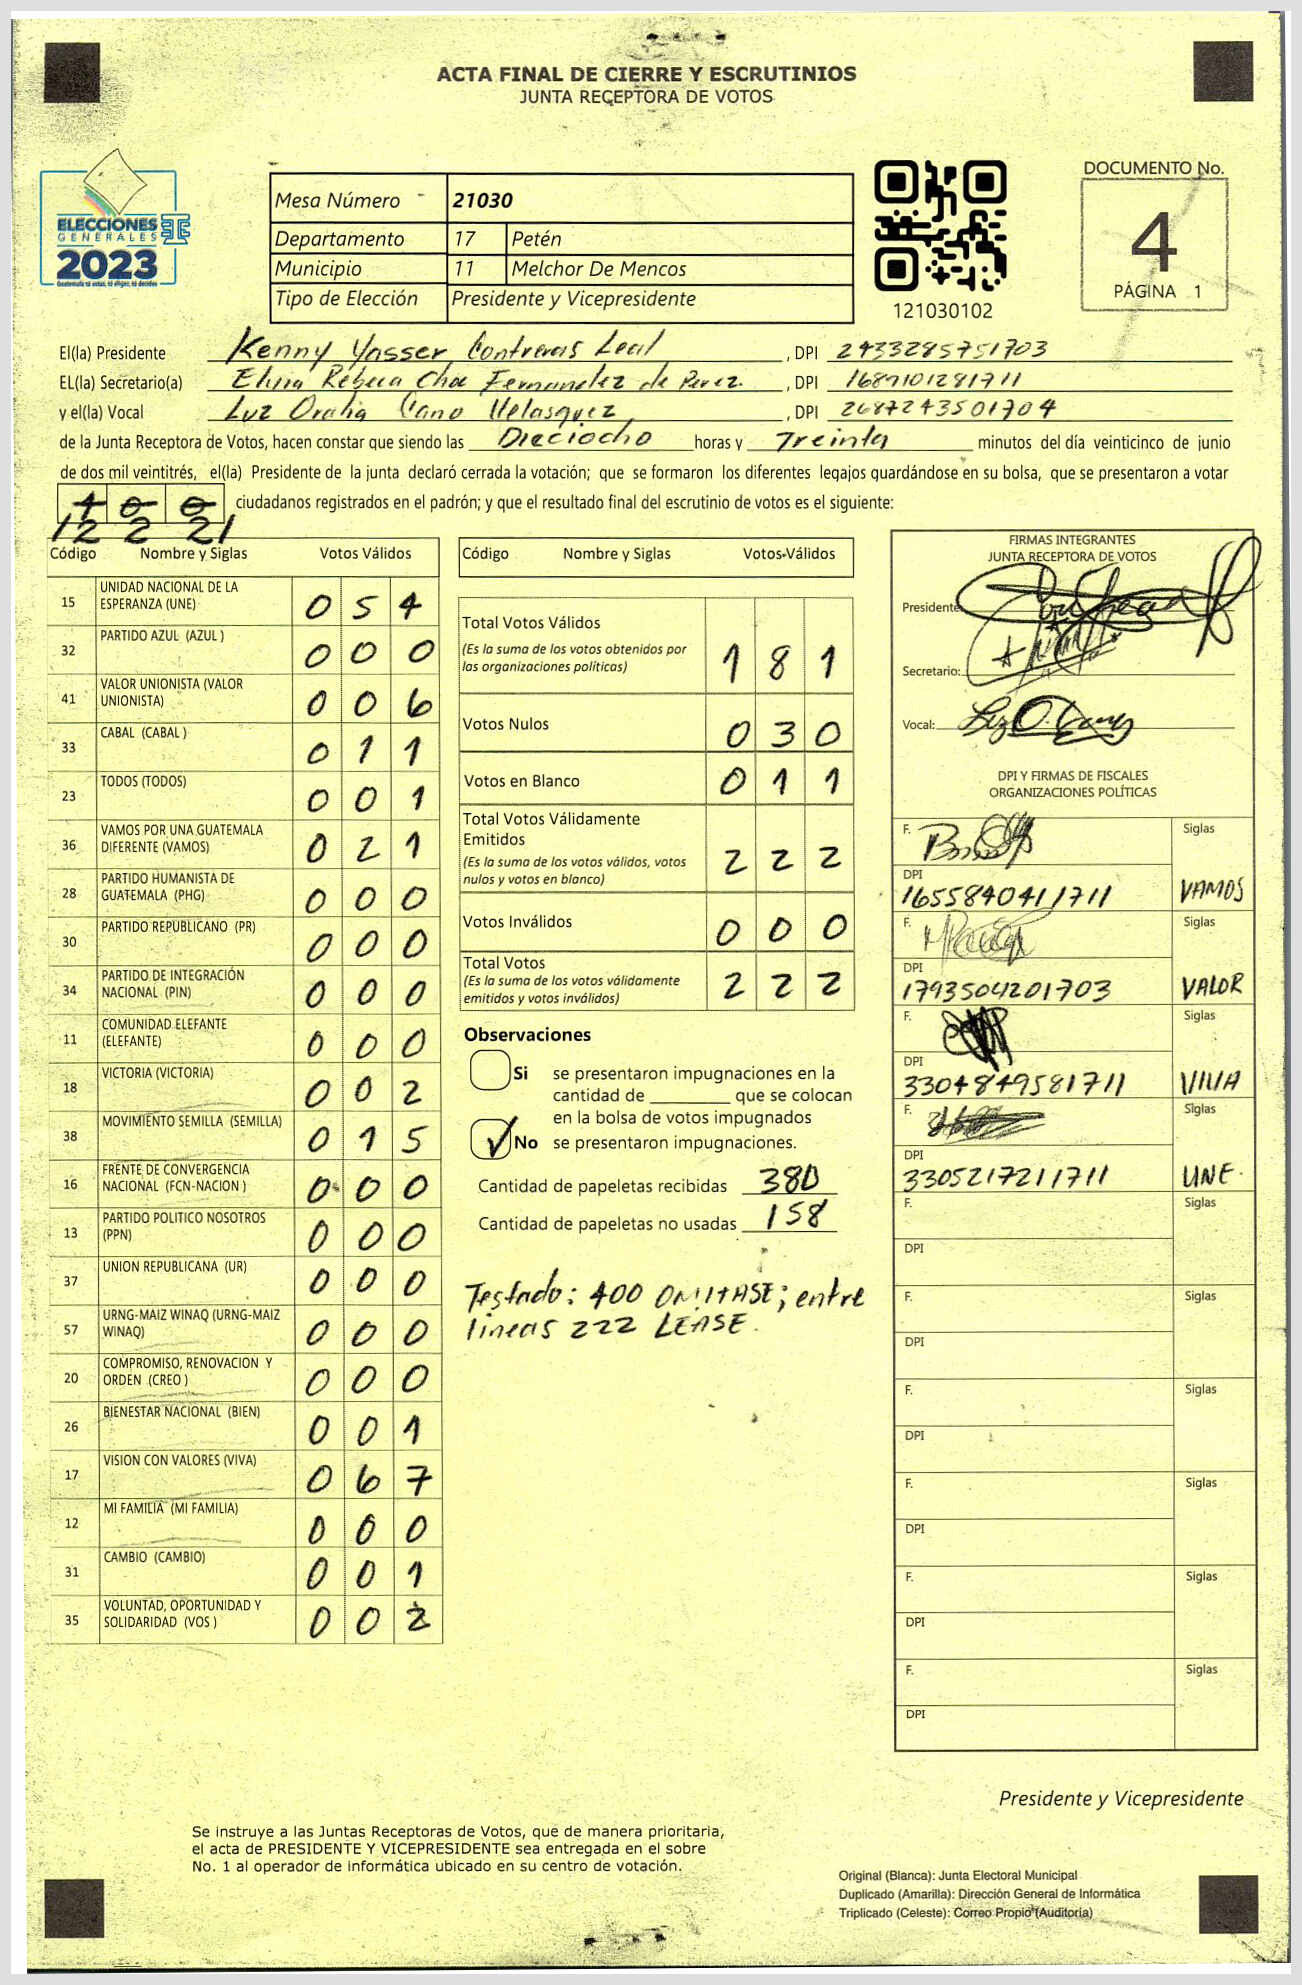 ACTA FINAL DE CIERRE Y ESCRUTINIOS
JUNTA RECEPTORA DE VOTOS
ELECCIONES
GENERALES
2023
Guatemala tú votas, tú eliges, tú decides
Mesa Número 21030
Departamento 17 Petén
Municipio 11 Melchor De Mencos
Tipo de Elección Presidente y Vicepresidente
121030102
DOCUMENTO No.
4
PÁGINA 1
El(la) Presidente Kenny Yasser Contreras Leal, DPI 2433285751703
EL(la) Secretario(a) Elina Rebeca Choc Fernandez de Perez., DPI 1687101281711
y el(la) Vocal Luz Oralia Cano Velasquez, DPI 2687243501704
de la Junta Receptora de Votos, hacen constar que siendo las Dieciocho horas y Treinta minutos del día veinticinco de junio
de dos mil veintitrés, el(la) Presidente de la junta declaró cerrada la votación; que se formaron los diferentes legajos quardándose en su bolsa, que se presentaron a votar
4 0 0 ciudadanos registrados en el padrón; y que el resultado final del escrutinio de votos es el siguiente:
Código Nombre y Siglas Votos Válidos
15 UNIDAD NACIONAL DE LA
ESPERANZA (UNE) 0 5 4
32 PARTIDO AZUL (AZUL ) 0 0 0
41 VALOR UNIONISTA (VALOR
UNIONISTA) 0 0 6
33 CABAL (CABAL ) 0 1 1
23 TODOS (TODOS) 0 0 1
36 VAMOS POR UNA GUATEMALA
DIFERENTE (VAMOS) 0 2 1
28 PARTIDO HUMANISTA DE
GUATEMALA (PHG) 0 0 0
30 PARTIDO REPUBLICANO (PR) 0 0 0
34 PARTIDO DE INTEGRACIÓN
NACIONAL (PIN) 0 0 0
11 COMUNIDAD ELEFANTE
(ELEFANTE) 0 0 0
18 VICTORIA (VICTORIA) 0 0 2
38 MOVIMIENTO SEMILLA (SEMILLA) 0 1 5
16 FRENTE DE CONVERGENCIA
NACIONAL (FCN-NACION ) 0 0 0
13 PARTIDO POLITICO NOSOTROS
(PPN) 0 0 0
37 UNION REPUBLICANA (UR) 0 0 0
57 URNG-MAIZ WINAQ (URNG-MAIZ
WINAQ) 0 0 0
20 COMPROMISO, RENOVACION Y
ORDEN (CREO ) 0 0 0
26 BIENESTAR NACIONAL (BIEN) 0 0 1
17 VISION CON VALORES (VIVA) 0 6 7
12 MI FAMILIA (MI FAMILIA) 0 0 0
31 CAMBIO (CAMBIO) 0 0 1
35 VOLUNTAD, OPORTUNIDAD Y
SOLIDARIDAD (VOS ) 0 0 2
Código Nombre y Siglas Votos Válidos
Total Votos Válidos
(Es la suma de los votos obtenidos por
las organizaciones políticas) 1 8 1
Votos Nulos 0 3 0
Votos en Blanco 0 1 1
Total Votos Válidamente
Emitidos
(Es la suma de los votos válidos, votos
nulos y votos en blanco) 2 2 2
Votos Inválidos 0 0 0
Total Votos
(Es la suma de los votos válidamente
emitidos y votos inválidos) 2 2 2
Observaciones
Si se presentaron impugnaciones en la
cantidad de ________ que se colocan
en la bolsa de votos impugnados
No se presentaron impugnaciones.
Cantidad de papeletas recibidas 380
Cantidad de papeletas no usadas 158
Testado: 400 OMITASE; entre
lineas 222 LEASE.
FIRMAS INTEGRANTES
JUNTA RECEPTORA DE VOTOS
Presidente:
Secretario:
Vocal:
DPI Y FIRMAS DE FISCALES
ORGANIZACIONES POLÍTICAS
F. Siglas
DPI
1655840411711 VAMOS
F. Siglas
DPI
1793504201703 VALOR
F. Siglas
DPI
3304849581711 VIVA
F. Siglas
DPI
3305217211711 UNE.
F. Siglas
DPI
F. Siglas
DPI
F. Siglas
DPI
F. Siglas
DPI
F. Siglas
DPI
F. Siglas
DPI
Presidente y Vicepresidente
Se instruye a las Juntas Receptoras de Votos, que de manera prioritaria,
el acta de PRESIDENTE Y VICEPRESIDENTE sea entregada en el sobre
No. 1 al operador de informática ubicado en su centro de votación.
Original (Blanca): Junta Electoral Municipal
Duplicado (Amarilla): Dirección General de Informática
Triplicado (Celeste): Correo Propio (Auditoría)